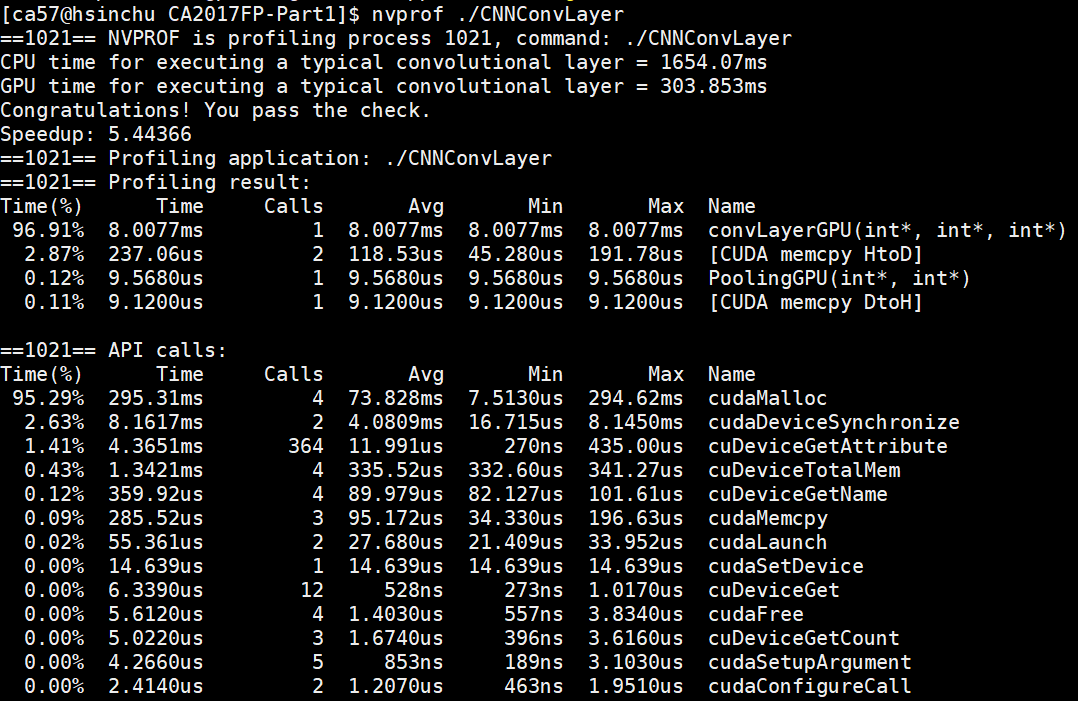 [ca57@hsinchu CA2017FP-Part1]$ nvprof ./CNNConvLayer
==1021== NVPROF is profiling process 1021, command: ./CNNConvLayer
CPU time for executing a typical convolutional layer = 1654.07ms
GPU time for executing a typical convolutional layer = 303.853ms
Congratulations! You pass the check.
Speedup: 5.44366
==1021== Profiling application: ./CNNConvLayer
==1021== Profiling result:
Time(%)      Time     Calls       Avg       Min       Max  Name
 96.91%  8.0077ms         1  8.0077ms  8.0077ms  8.0077ms  convLayerGPU(int*, int*, int*)
  2.87%  237.06us         2  118.53us  45.280us  191.78us  [CUDA memcpy HtoD]
  0.12%  9.5680us         1  9.5680us  9.5680us  9.5680us  PoolingGPU(int*, int*)
  0.11%  9.1200us         1  9.1200us  9.1200us  9.1200us  [CUDA memcpy DtoH]

==1021== API calls:
Time(%)      Time     Calls       Avg       Min       Max  Name
 95.29%  295.31ms         4  73.828ms  7.5130us  294.62ms  cudaMalloc
  2.63%  8.1617ms         2  4.0809ms  16.715us  8.1450ms  cudaDeviceSynchronize
  1.41%  4.3651ms       364  11.991us     270ns  435.00us  cuDeviceGetAttribute
  0.43%  1.3421ms         4  335.52us  332.60us  341.27us  cuDeviceTotalMem
  0.12%  359.92us         4  89.979us  82.127us  101.61us  cuDeviceGetName
  0.09%  285.52us         3  95.172us  34.330us  196.63us  cudaMemcpy
  0.02%  55.361us         2  27.680us  21.409us  33.952us  cudaLaunch
  0.00%  14.639us         1  14.639us  14.639us  14.639us  cudaSetDevice
  0.00%  6.3390us        12     528ns     273ns  1.0170us  cuDeviceGet
  0.00%  5.6120us         4  1.4030us     557ns  3.8340us  cudaFree
  0.00%  5.0220us         3  1.6740us     396ns  3.6160us  cuDeviceGetCount
  0.00%  4.2660us         5     853ns     189ns  3.1030us  cudaSetupArgument
  0.00%  2.4140us         2  1.2070us     463ns  1.9510us  cudaConfigureCall